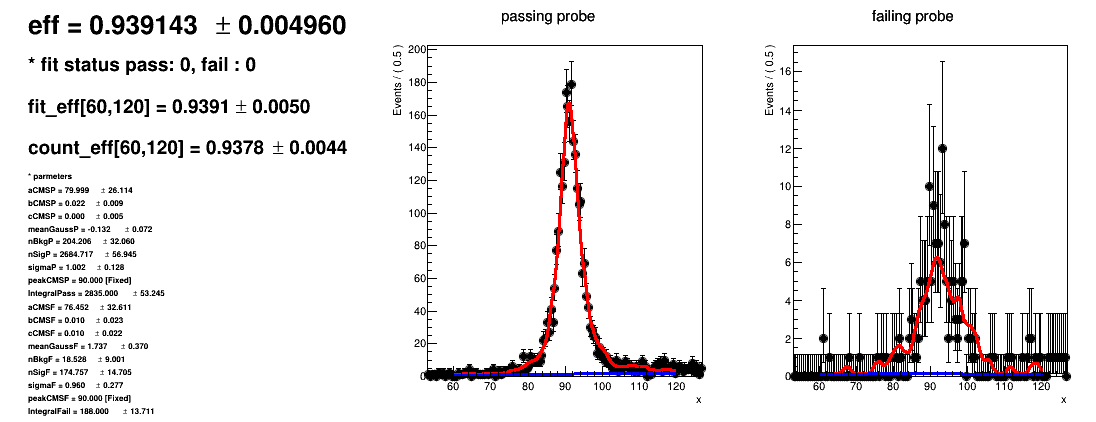 eff = 0.939143 ± 0.004960
* fit status pass: 0, fail : 0
fit_eff[60,120] = 0.9391 ± 0.0050
count_eff[60,120] = 0.9378 ± 0.0044
* parmeters
aCMSP = 79.999 ± 26.114
bCMSP = 0.022 ± 0.009
cCMSP = 0.000 ± 0.005
meanGaussP = -0.132 ± 0.072
nBkgP = 204.206 ± 32.060
nSigP = 2684.717 ± 56.945
sigmaP = 1.002 ± 0.128
peakCMSP = 90.000 [Fixed]
IntegralPass = 2835.000 ± 53.245
aCMSF = 76.452 ± 32.611
bCMSF = 0.010 ± 0.023
cCMSF = 0.010 ± 0.022
meanGaussF = 1.737 ± 0.370
nBkgF = 18.528 ± 9.001
nSigF = 174.757 ± 14.705
sigmaF = 0.960 ± 0.277
peakCMSF = 90.000 [Fixed]
IntegralFail = 188.000 ± 13.711
passing probe
Events / ( 0.5 )
200
180
160
140
120
100
80
60
40
20
0
60 70 80 90 100 110 120
x
failing probe
Events / ( 0.5 )
16
14
12
10
8
6
4
2
0
60 70 80 90 100 110 120
x